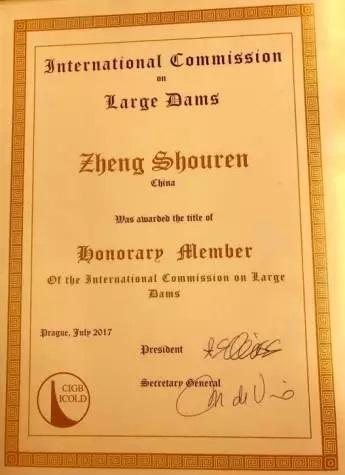 International Commission
on
Large Dams
Zheng Shouren
China
Was awarded the title of
Honorary Member
Of the International Commission on Large
Dams
Prague, July 2017
President
Secretary General
CIGB
ICOLD